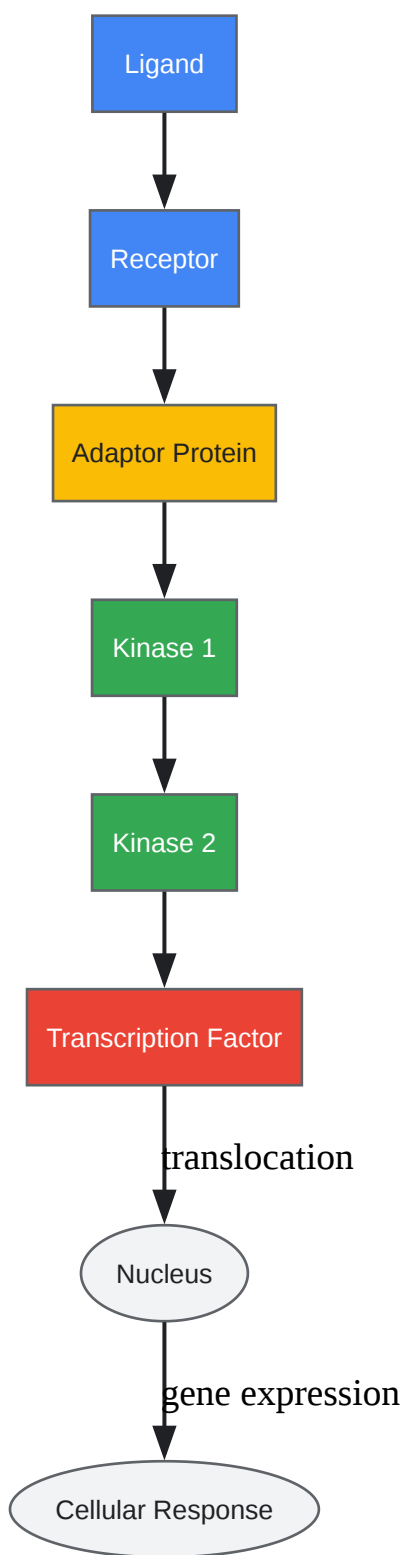 Ligand
Receptor
Adaptor Protein
Kinase 1
Kinase 2
Transcription Factor
translocation
Nucleus
gene expression
Cellular Response